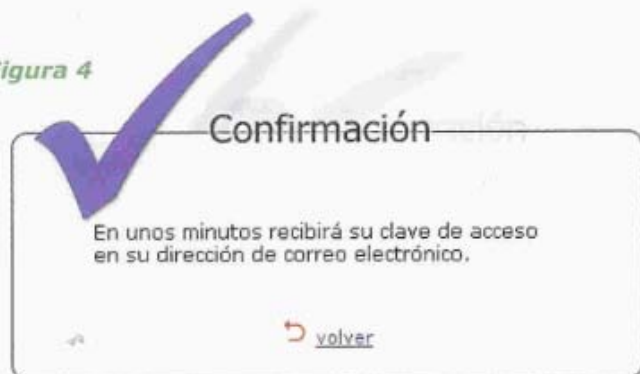 Figura 4
Confirmación
En unos minutos recibirá su clave de acceso
en su dirección de correo electrónico.
volver